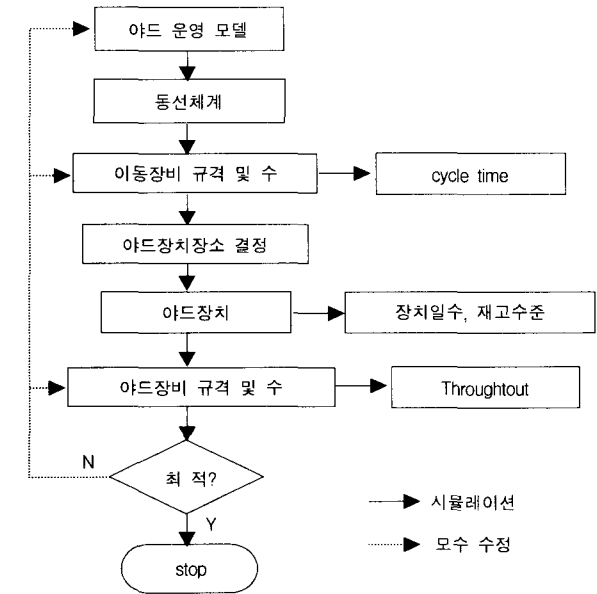 야드 운영 모델
동선체계
이동장비 규격 및 수
cycle time
야드장치장소 결정
야드장치
장치일수, 재고수준
야드장비 규격 및 수
Throughtout
N
최 적?
Y
시뮬레이션
모수 수정
stop